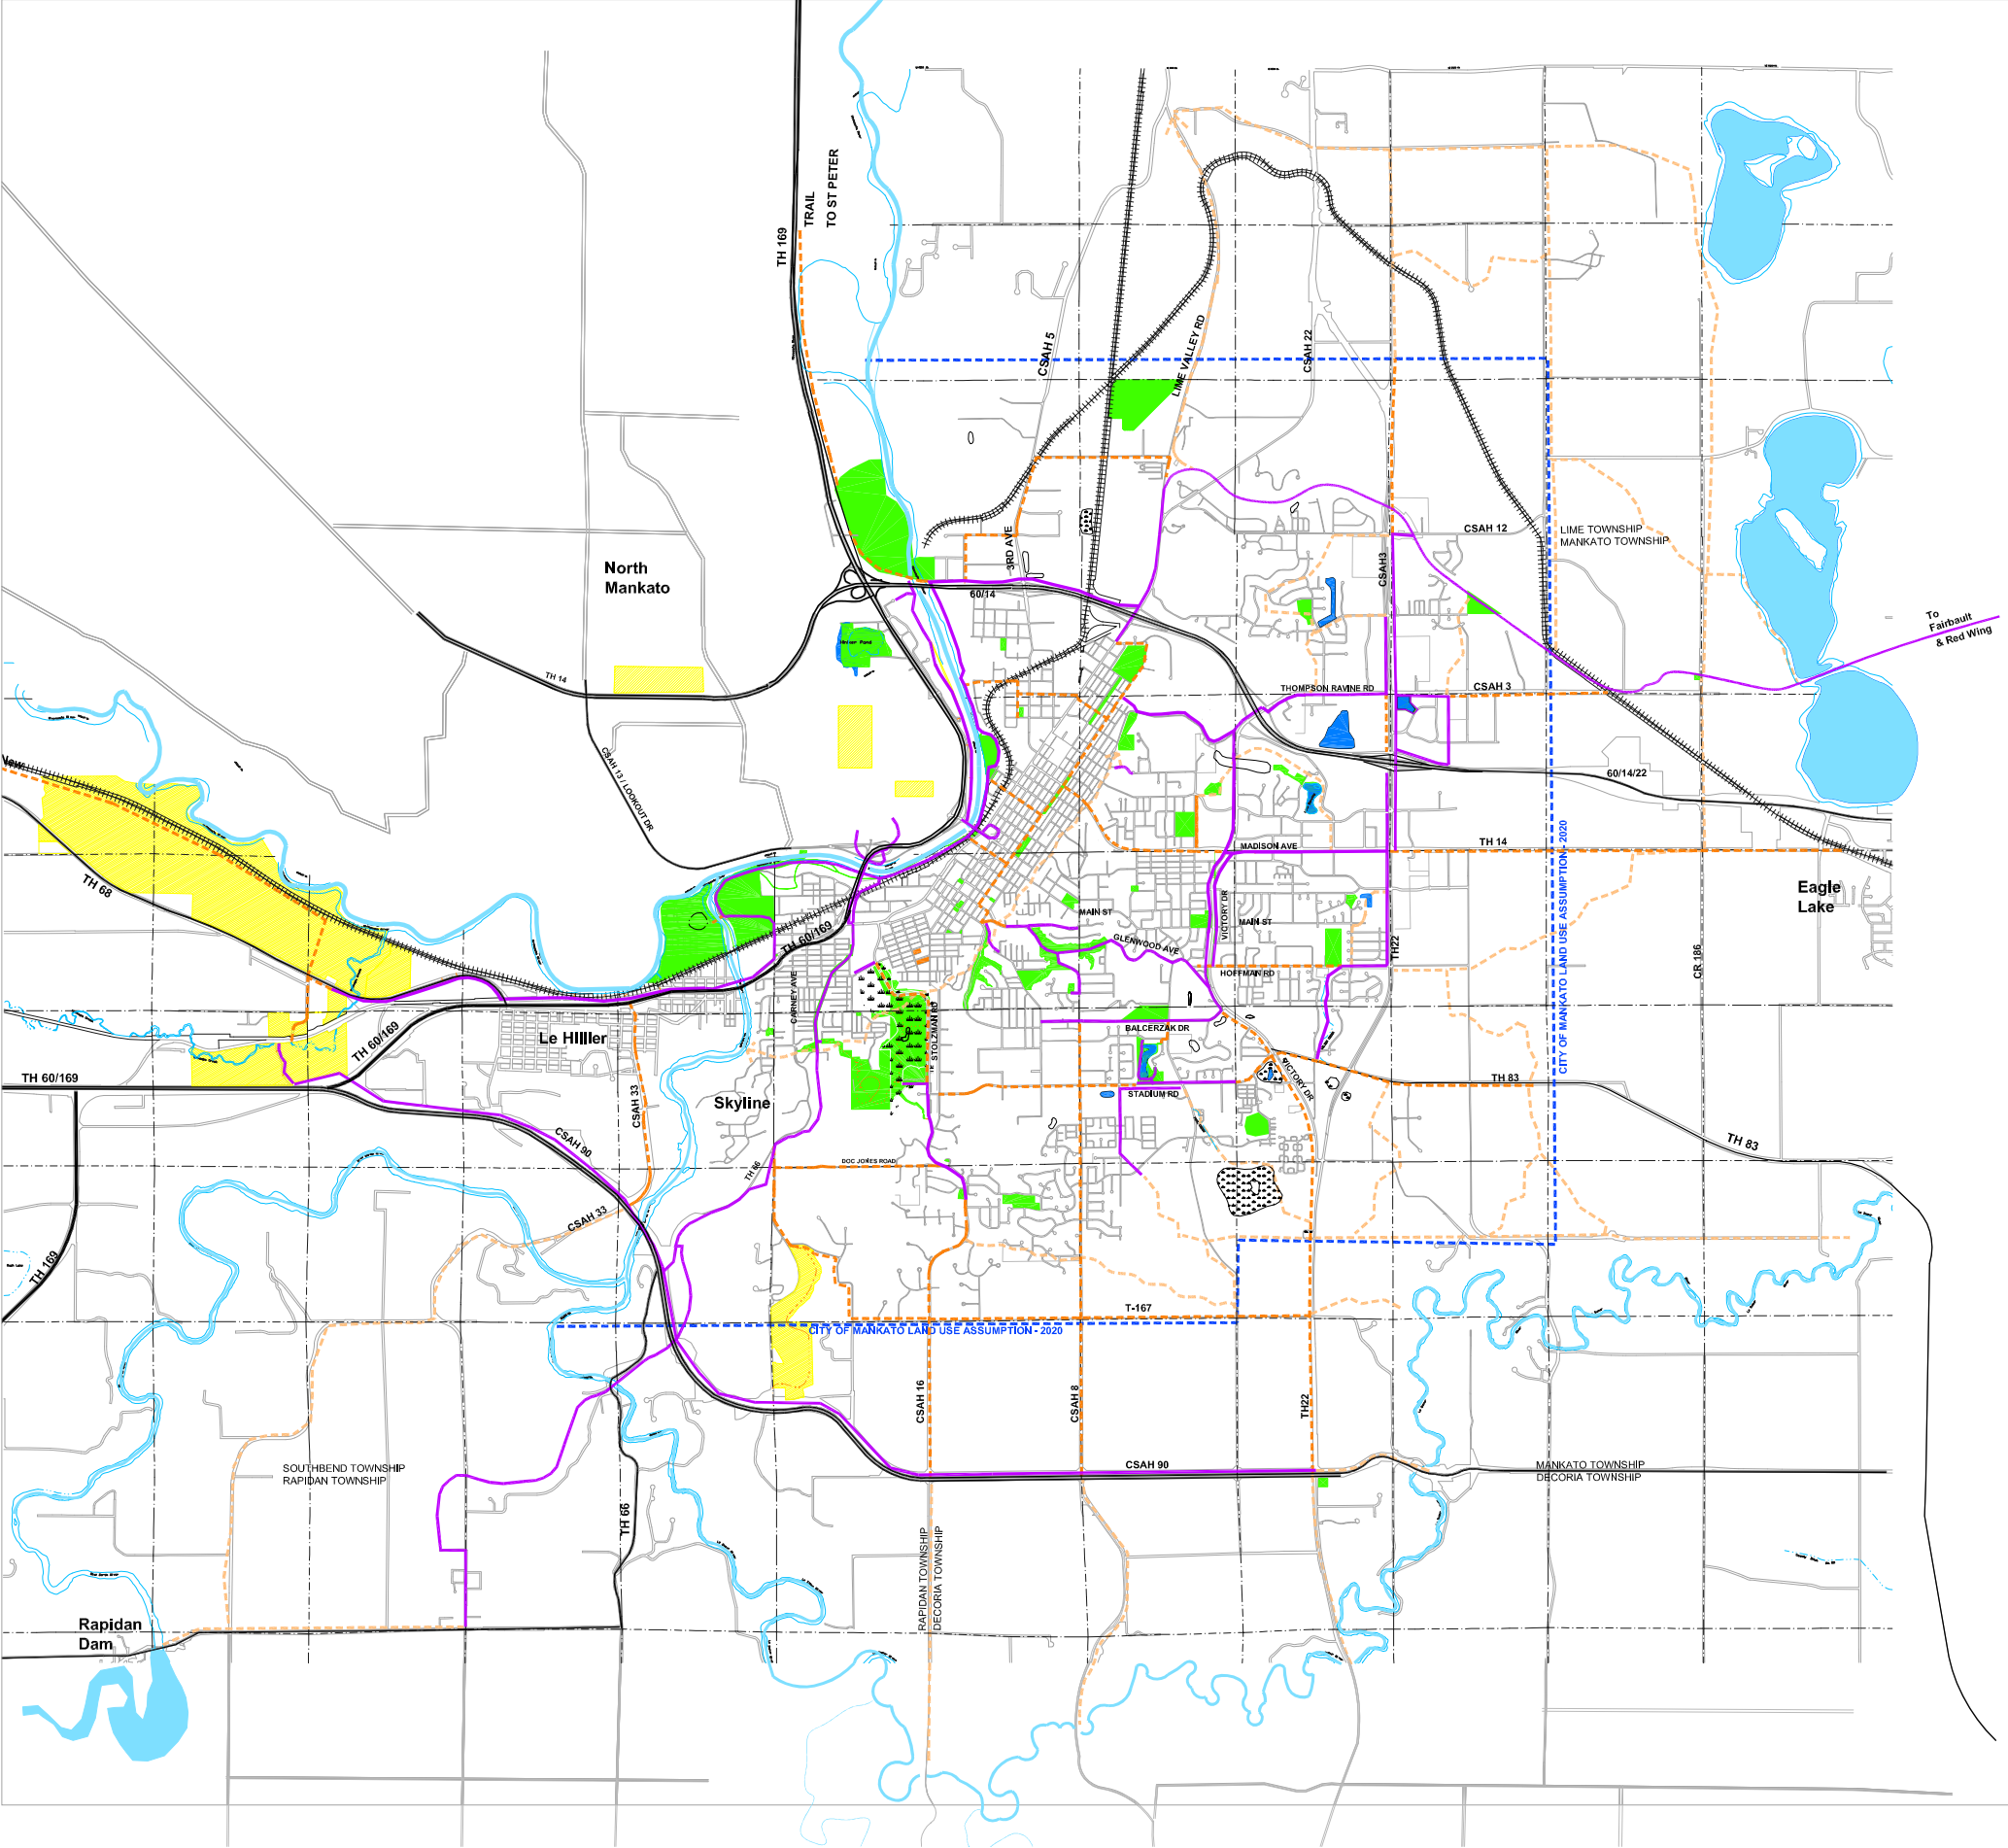 TRAIL
TO ST PETER
TH 169
CSAH 5
LIME VALLEY RD
CSAH 22
CSAH 12
LIME TOWNSHIP
MANKATO TOWNSHIP
3RD AVE
CSAH3
North
Mankato
60/14
To
Fairbault
& Red Wing
TH 14
THOMPSON RAVINE RD
CSAH 3
CSAH 13 / LOOKOUT DR
60/14/22
MADISON AVE
TH 14
CITY OF MANKATO LAND USE ASSUMPTION - 2020
TH 68
Eagle
Lake
MAIN ST
VICTORY DR
MAIN ST
GLENWOOD AVE
TH 60/169
TH22
CR 186
HOFFMAN RD
CARNEY AVE
STOLZMAN RD
BALCERZAK DR
Le Hilller
TH 60/169
TH 60/169
VICTORY DR
TH 83
STADIUM RD
Skyline
CSAH 33
CSAH 90
TH 83
DOC JONES ROAD
TH 66
CSAH 33
TH 169
T-167
CITY OF MANKATO LAND USE ASSUMPTION - 2020
CSAH 16
CSAH 8
TH22
SOUTHBEND TOWNSHIP
RAPIDAN TOWNSHIP
CSAH 90
MANKATO TOWNSHIP
DECORIA TOWNSHIP
TH 66
RAPIDAN TOWNSHIP
DECORIA TOWNSHIP
Rapidan
Dam